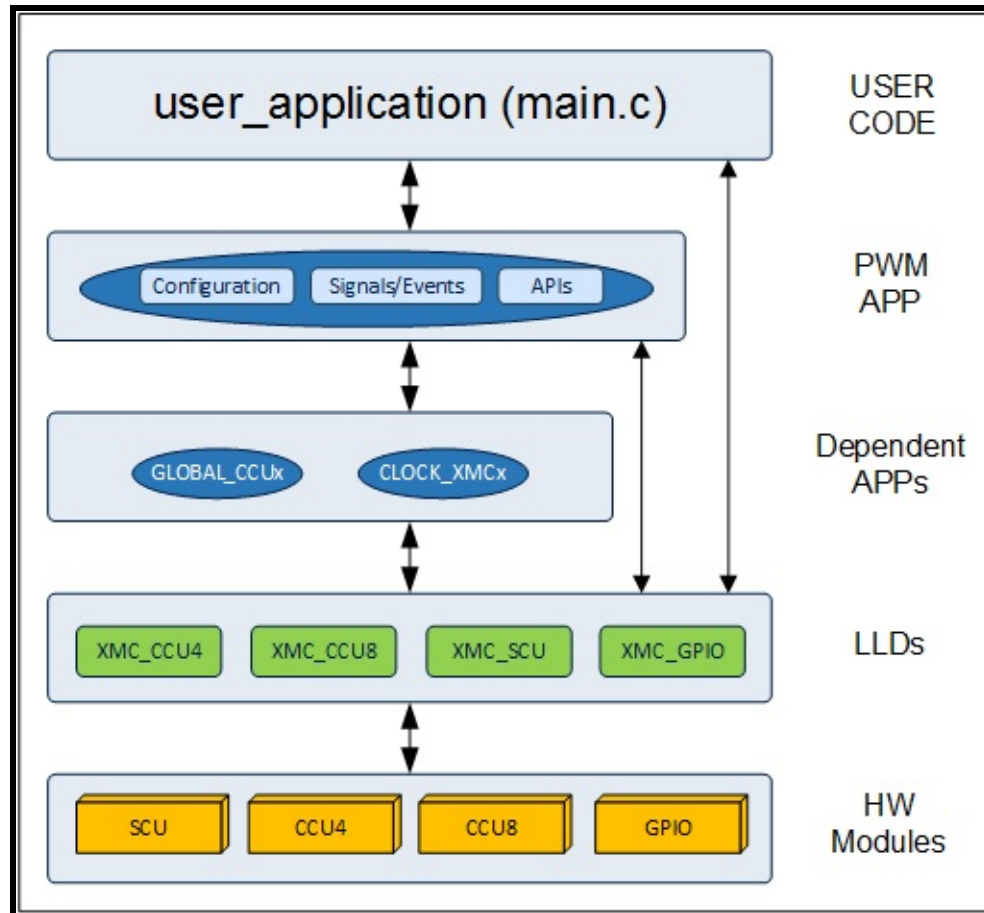 user_application (main.c)
USER
CODE
Configuration
Signals/Events
APIs
PWM
APP
GLOBAL_CCUx
CLOCK_XMCx
Dependent
APPs
XMC_CCU4
XMC_CCU8
XMC_SCU
XMC_GPIO
LLDs
SCU
CCU4
CCU8
GPIO
HW
Modules